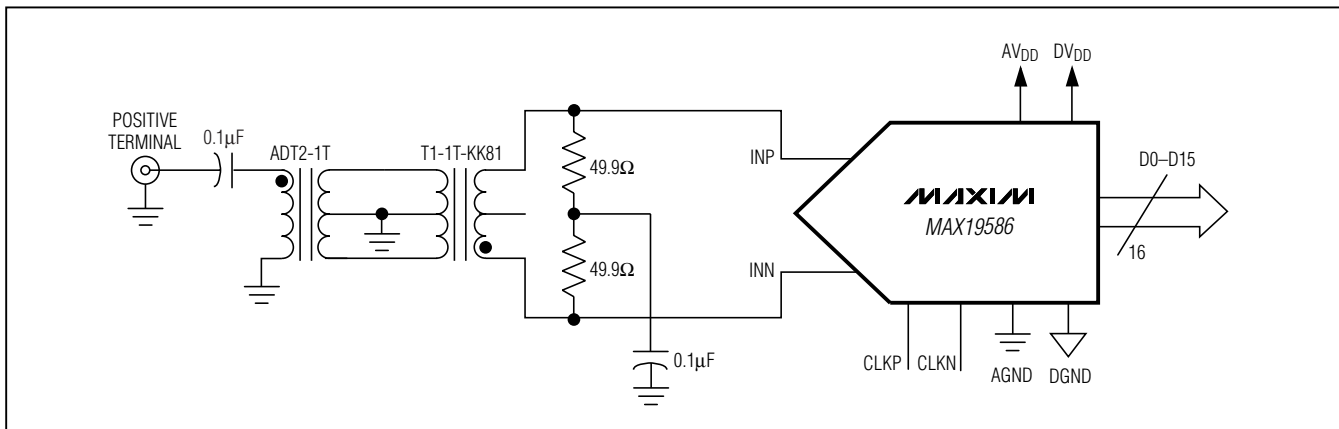 POSITIVE
TERMINAL
0.1µF
ADT2-1T
T1-1T-KK81
49.9Ω
49.9Ω
0.1µF
INP
INN
AVDD
DVDD
MAXIM
MAX19586
D0–D15
16
CLKP
CLKN
AGND
DGND